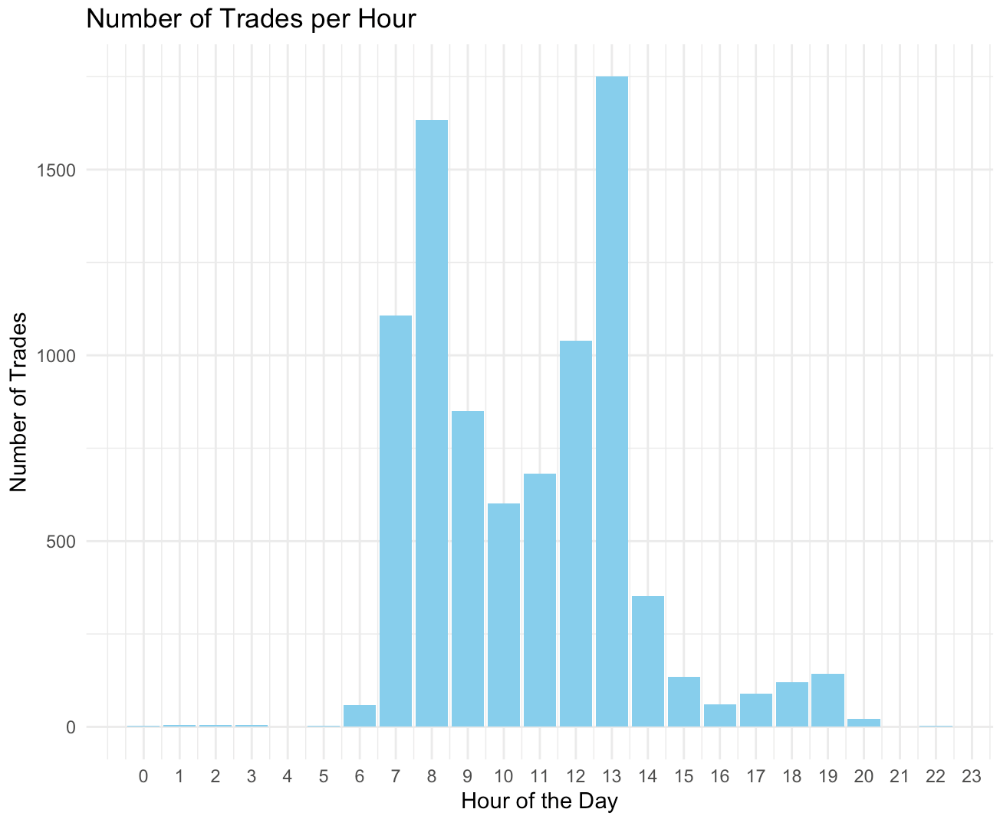 Number of Trades per Hour
Number of Trades
1500
1000
500
0
0 1 2 3 4 5 6 7 8 9 10 11 12 13 14 15 16 17 18 19 20 21 22 23
Hour of the Day